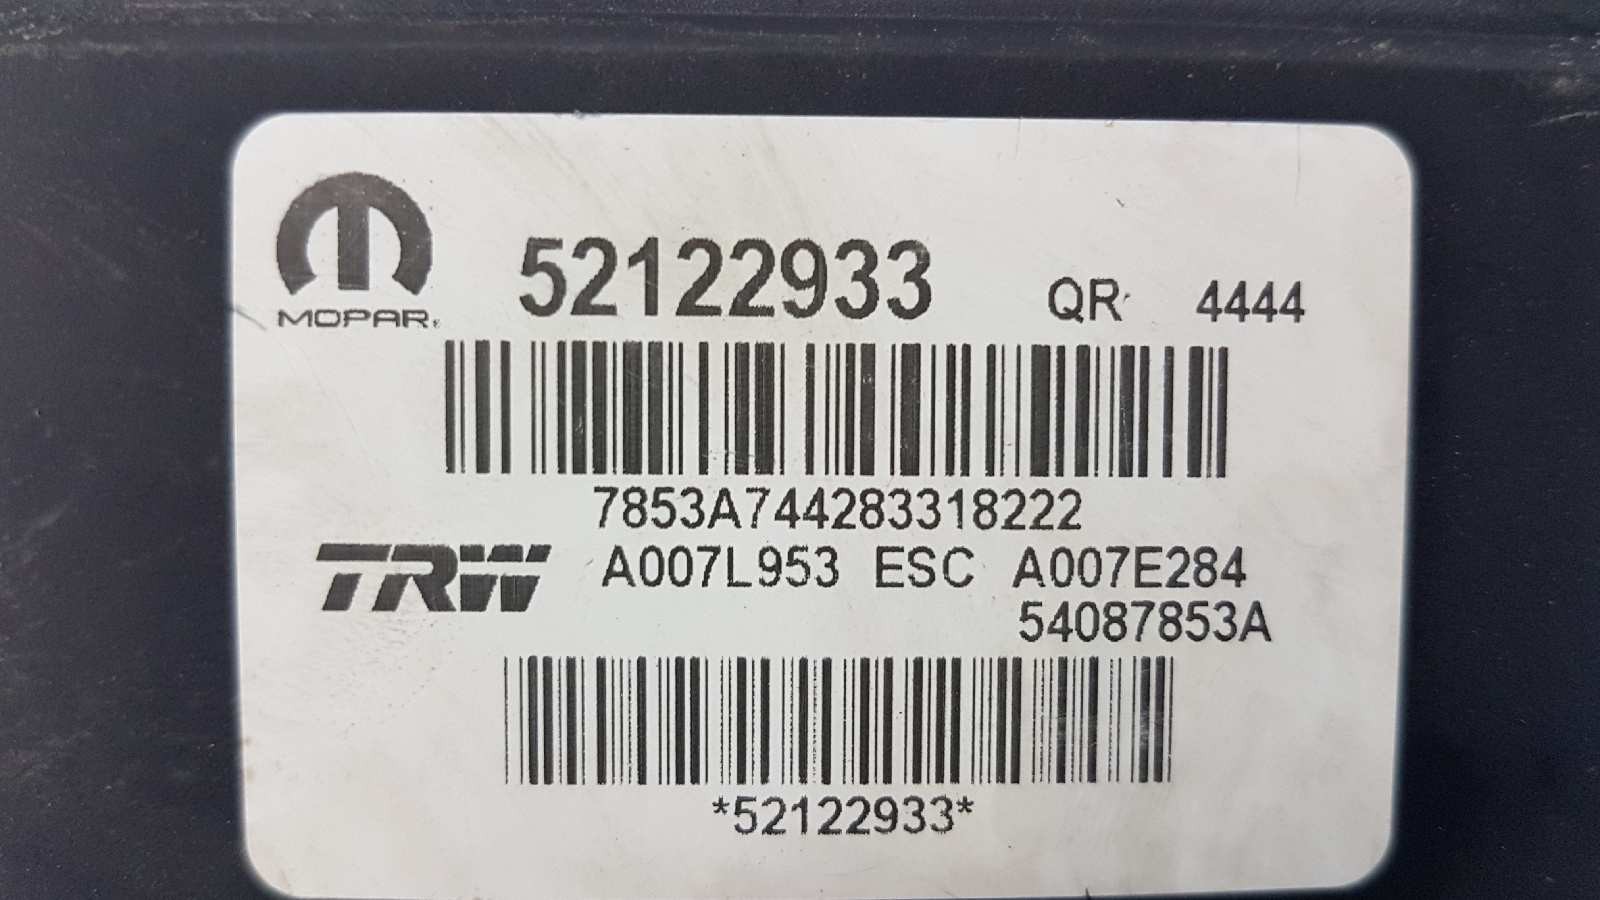 52122933 QR 4444
MOPAR®
7853A744283318222
TRW A007L953 ESC A007E284
54087853A
*52122933*